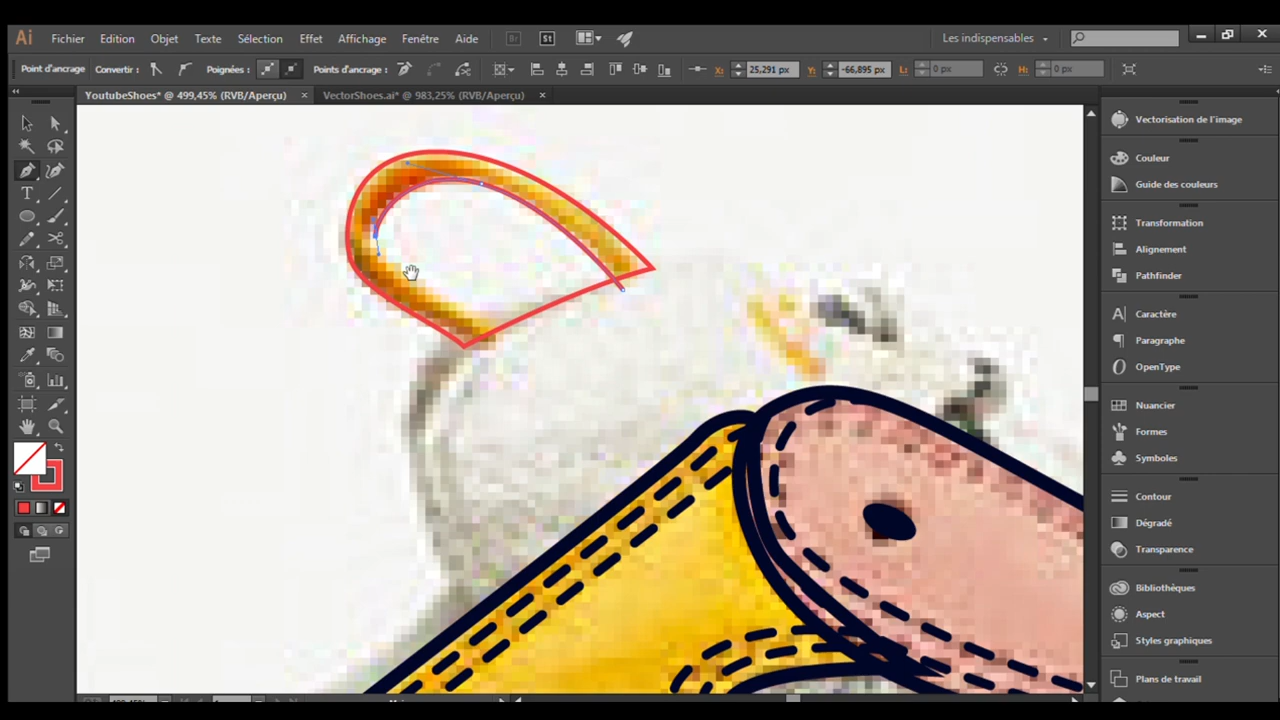 Ai Fichier Edition Objet Texte Sélection Effet Affichage Fenêtre Aide Br St Les indispensables
Point d'ancrage Convertir : Poignées : Points d'ancrage : X: 25,291 px Y: -66,895 px L: 0 px H: 0 px
YoutubeShoes* @ 499,45% (RVB/Aperçu) × VectorShoes.ai* @ 983,25% (RVB/Aperçu) ×
Vectorisation de l'image
Couleur
Guide des couleurs
Transformation
Alignement
Pathfinder
Caractère
Paragraphe
OpenType
Nuancier
Formes
Symboles
Contour
Dégradé
Transparence
Bibliothèques
Aspect
Styles graphiques
Plans de travail